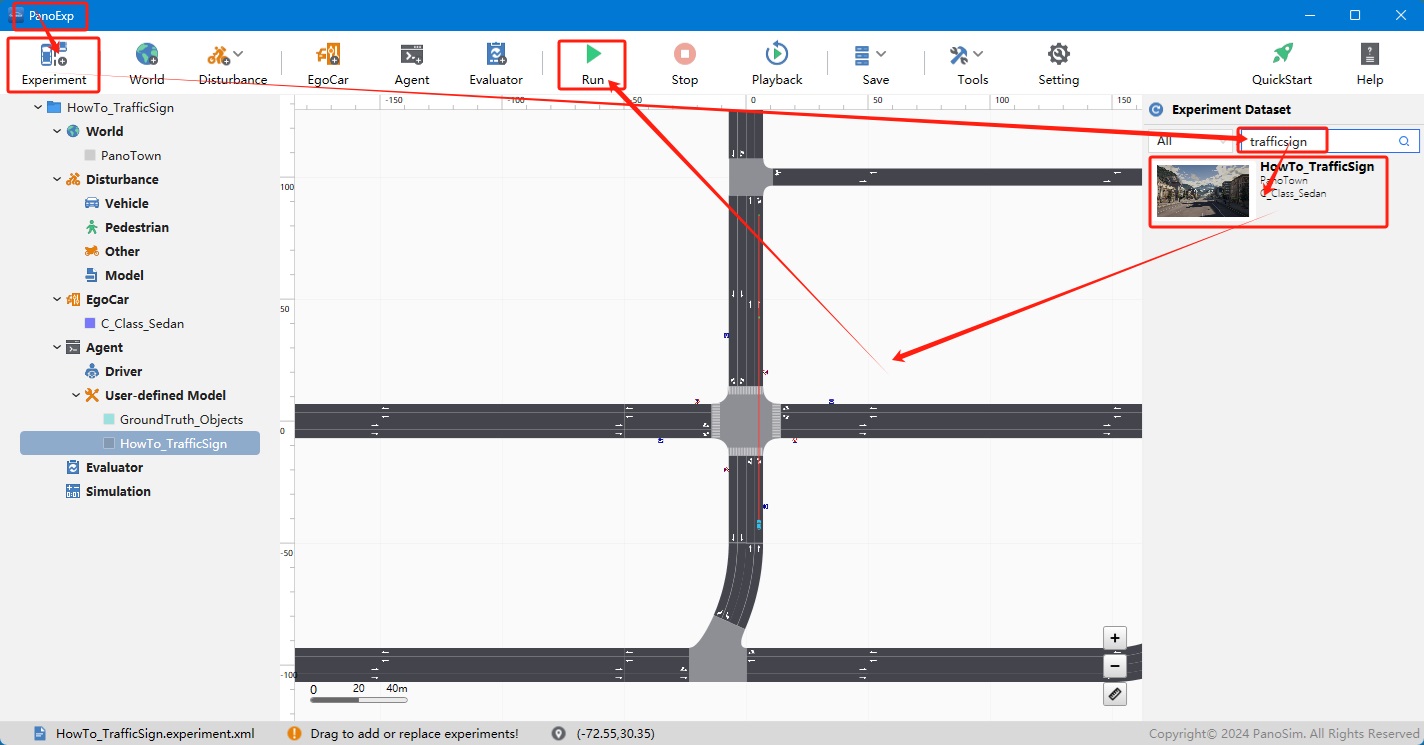 PanoExp
Experiment
World
Disturbance
EgoCar
Agent
Evaluator
Run
Stop
Playback
Save
Tools
Setting
QuickStart
Help
HowTo_TrafficSign
World
PanoTown
Disturbance
Vehicle
Pedestrian
Other
Model
EgoCar
C_Class_Sedan
Agent
Driver
User-defined Model
GroundTruth_Objects
HowTo_TrafficSign
Evaluator
Simulation
-150
-100
-50
0
50
100
150
100
50
0
-50
-100
0 20 40m
+
−
Experiment Dataset
All
trafficsign
HowTo_TrafficSign
PanoTown
C_Class_Sedan
HowTo_TrafficSign.experiment.xml
Drag to add or replace experiments!
(-72.55,30.35)
Copyright© 2024 PanoSim. All Rights Reserved